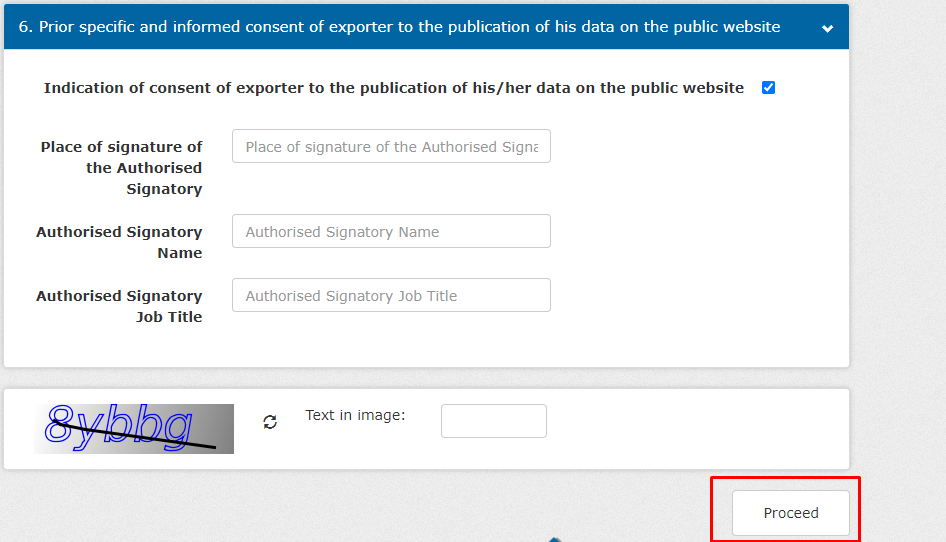 6. Prior specific and informed consent of exporter to the publication of his data on the public website
Indication of consent of exporter to the publication of his/her data on the public website
Place of signature of
the Authorised
Signatory
Place of signature of the Authorised Signa
Authorised Signatory
Name
Authorised Signatory Name
Authorised Signatory
Job Title
Authorised Signatory Job Title
8ybbg
Text in image:
Proceed